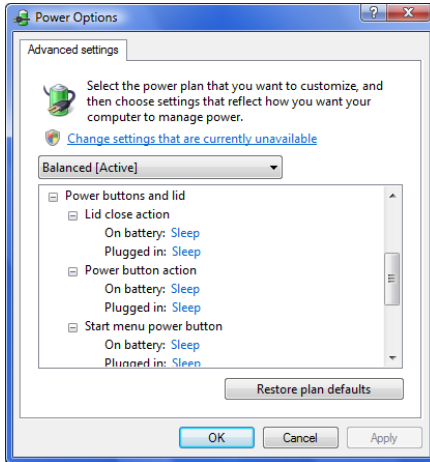 Power Options
Advanced settings
Select the power plan that you want to customize, and
then choose settings that reflect how you want your
computer to manage power.
Change settings that are currently unavailable
Balanced [Active]
Power buttons and lid
Lid close action
On battery: Sleep
Plugged in: Sleep
Power button action
On battery: Sleep
Plugged in: Sleep
Start menu power button
On battery: Sleep
Plugged in: Sleep
Restore plan defaults
OK
Cancel
Apply